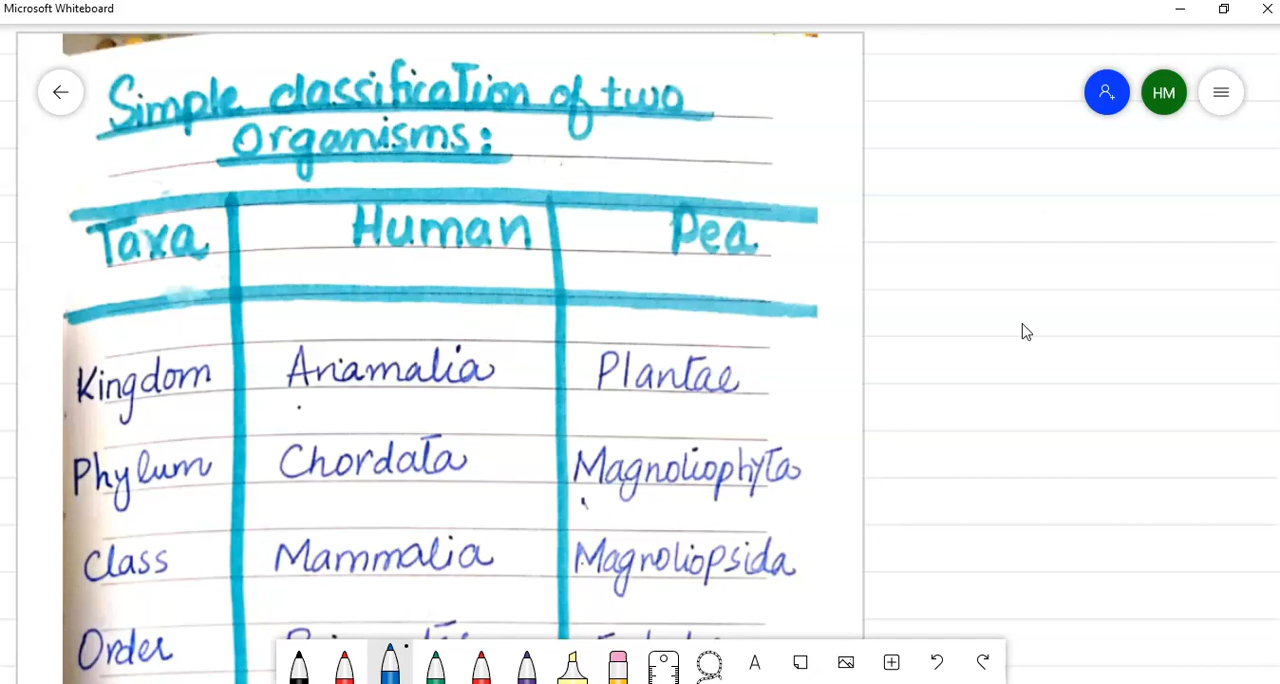 Microsoft Whiteboard
HM
Simple classification of two
organisms:
Taxa Human Pea
Kingdom Anamalia Plantae
Phylum Chordata Magnoliophyta
Class Mammalia Magnoliopsida
Order
A